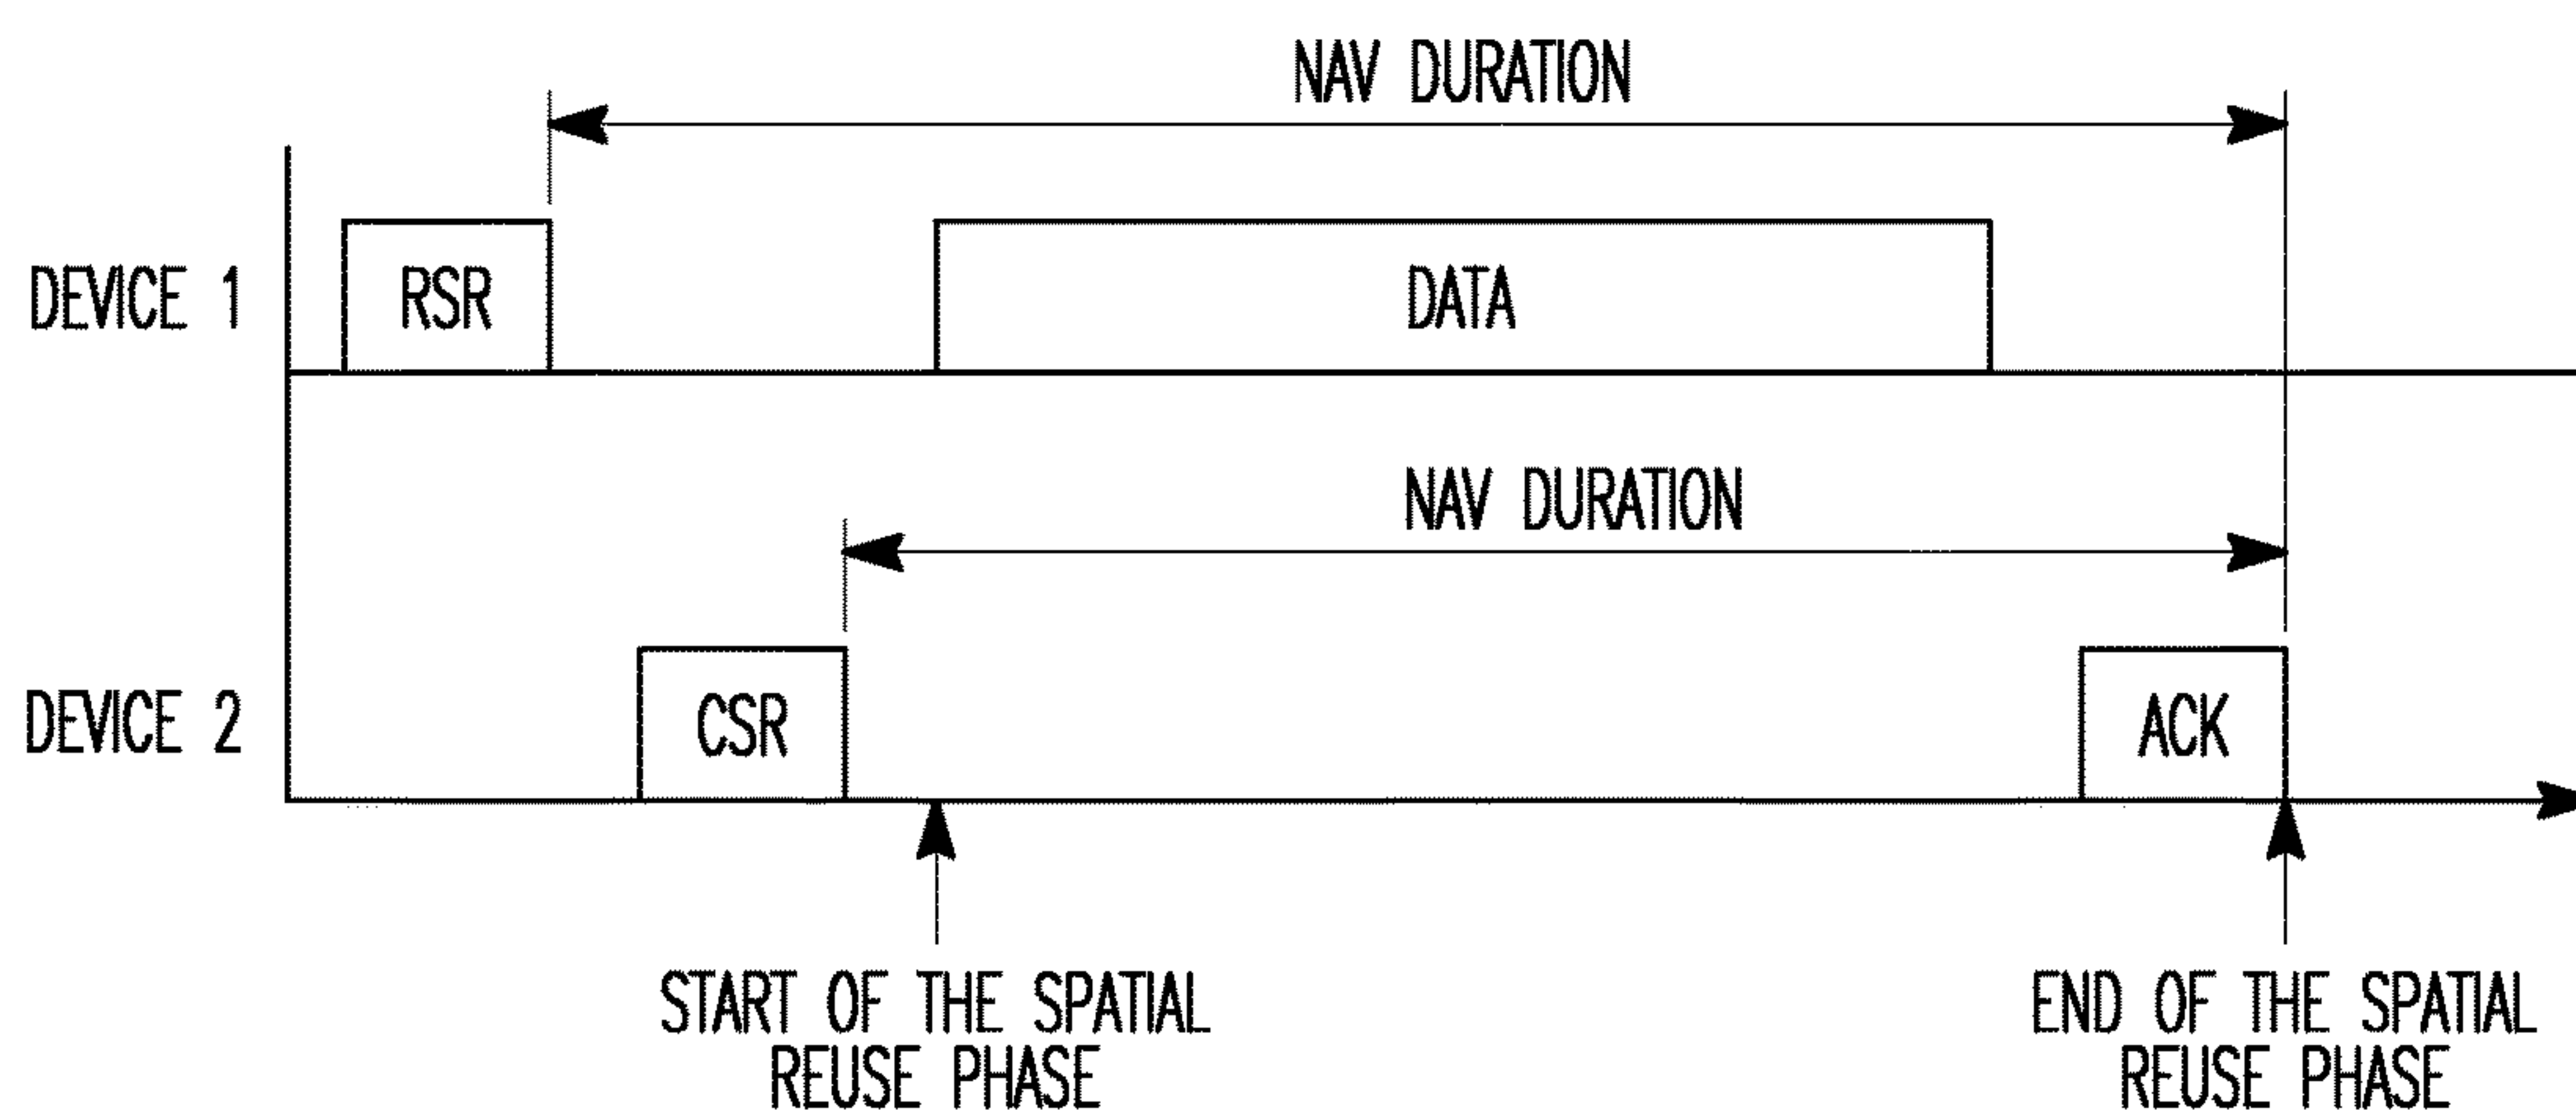 NAV DURATION
DEVICE 1
RSR
DATA
NAV DURATION
DEVICE 2
CSR
ACK
START OF THE SPATIAL
REUSE PHASE
END OF THE SPATIAL
REUSE PHASE